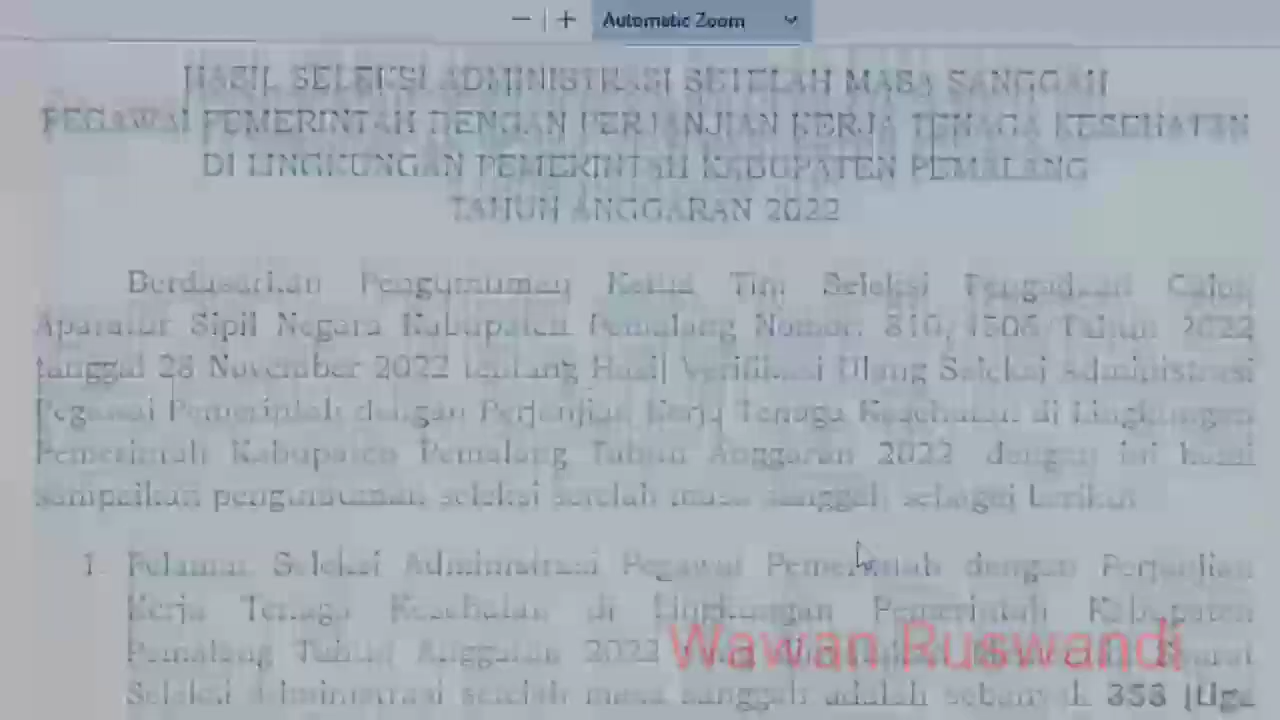 Automatic Zoom
HASIL SELEKSI ADMINISTRASI SETELAH MASA SANGGAH
PEGAWAI PEMERINTAH DENGAN PERJANJIAN KERJA TENAGA KESEHATAN
DI LINGKUNGAN PEMERINTAH KABUPATEN PEMALANG
TAHUN ANGGARAN 2022
Berdasarkan Pengumuman Ketua Tim Seleksi Pengadaan Calon
Aparatur Sipil Negara Kabupaten Pemalang Nomor: 810/4506 Tahun 2022
tanggal 28 November 2022 tentang Hasil Verifikasi Ulang Seleksi Administrasi
Pegawai Pemerintah dengan Perjanjian Kerja Tenaga Kesehatan di Lingkungan
Pemerintah Kabupaten Pemalang Tahun Anggaran 2022 dengan ini kami
sampaikan pengumuman seleksi setelah masa sanggah sebagai berikut
1. Pelamar Seleksi Administrasi Pegawai Pemerintah dengan Perjanjian
Kerja Tenaga Kesehatan di Lingkungan Pemerintah Kabupaten
Pemalang Tahun Anggaran 2022
Wawan Ruswandi
Seleksi Administrasi setelah masa sanggah adalah sebanyak 353 (tiga